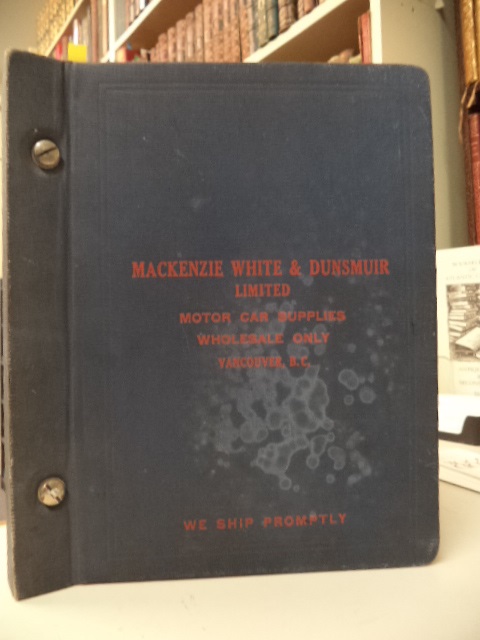 MACKENZIE WHITE & DUNSMUIR
LIMITED
MOTOR CAR SUPPLIES
WHOLESALE ONLY
VANCOUVER, B.C.
WE SHIP PROMPTLY